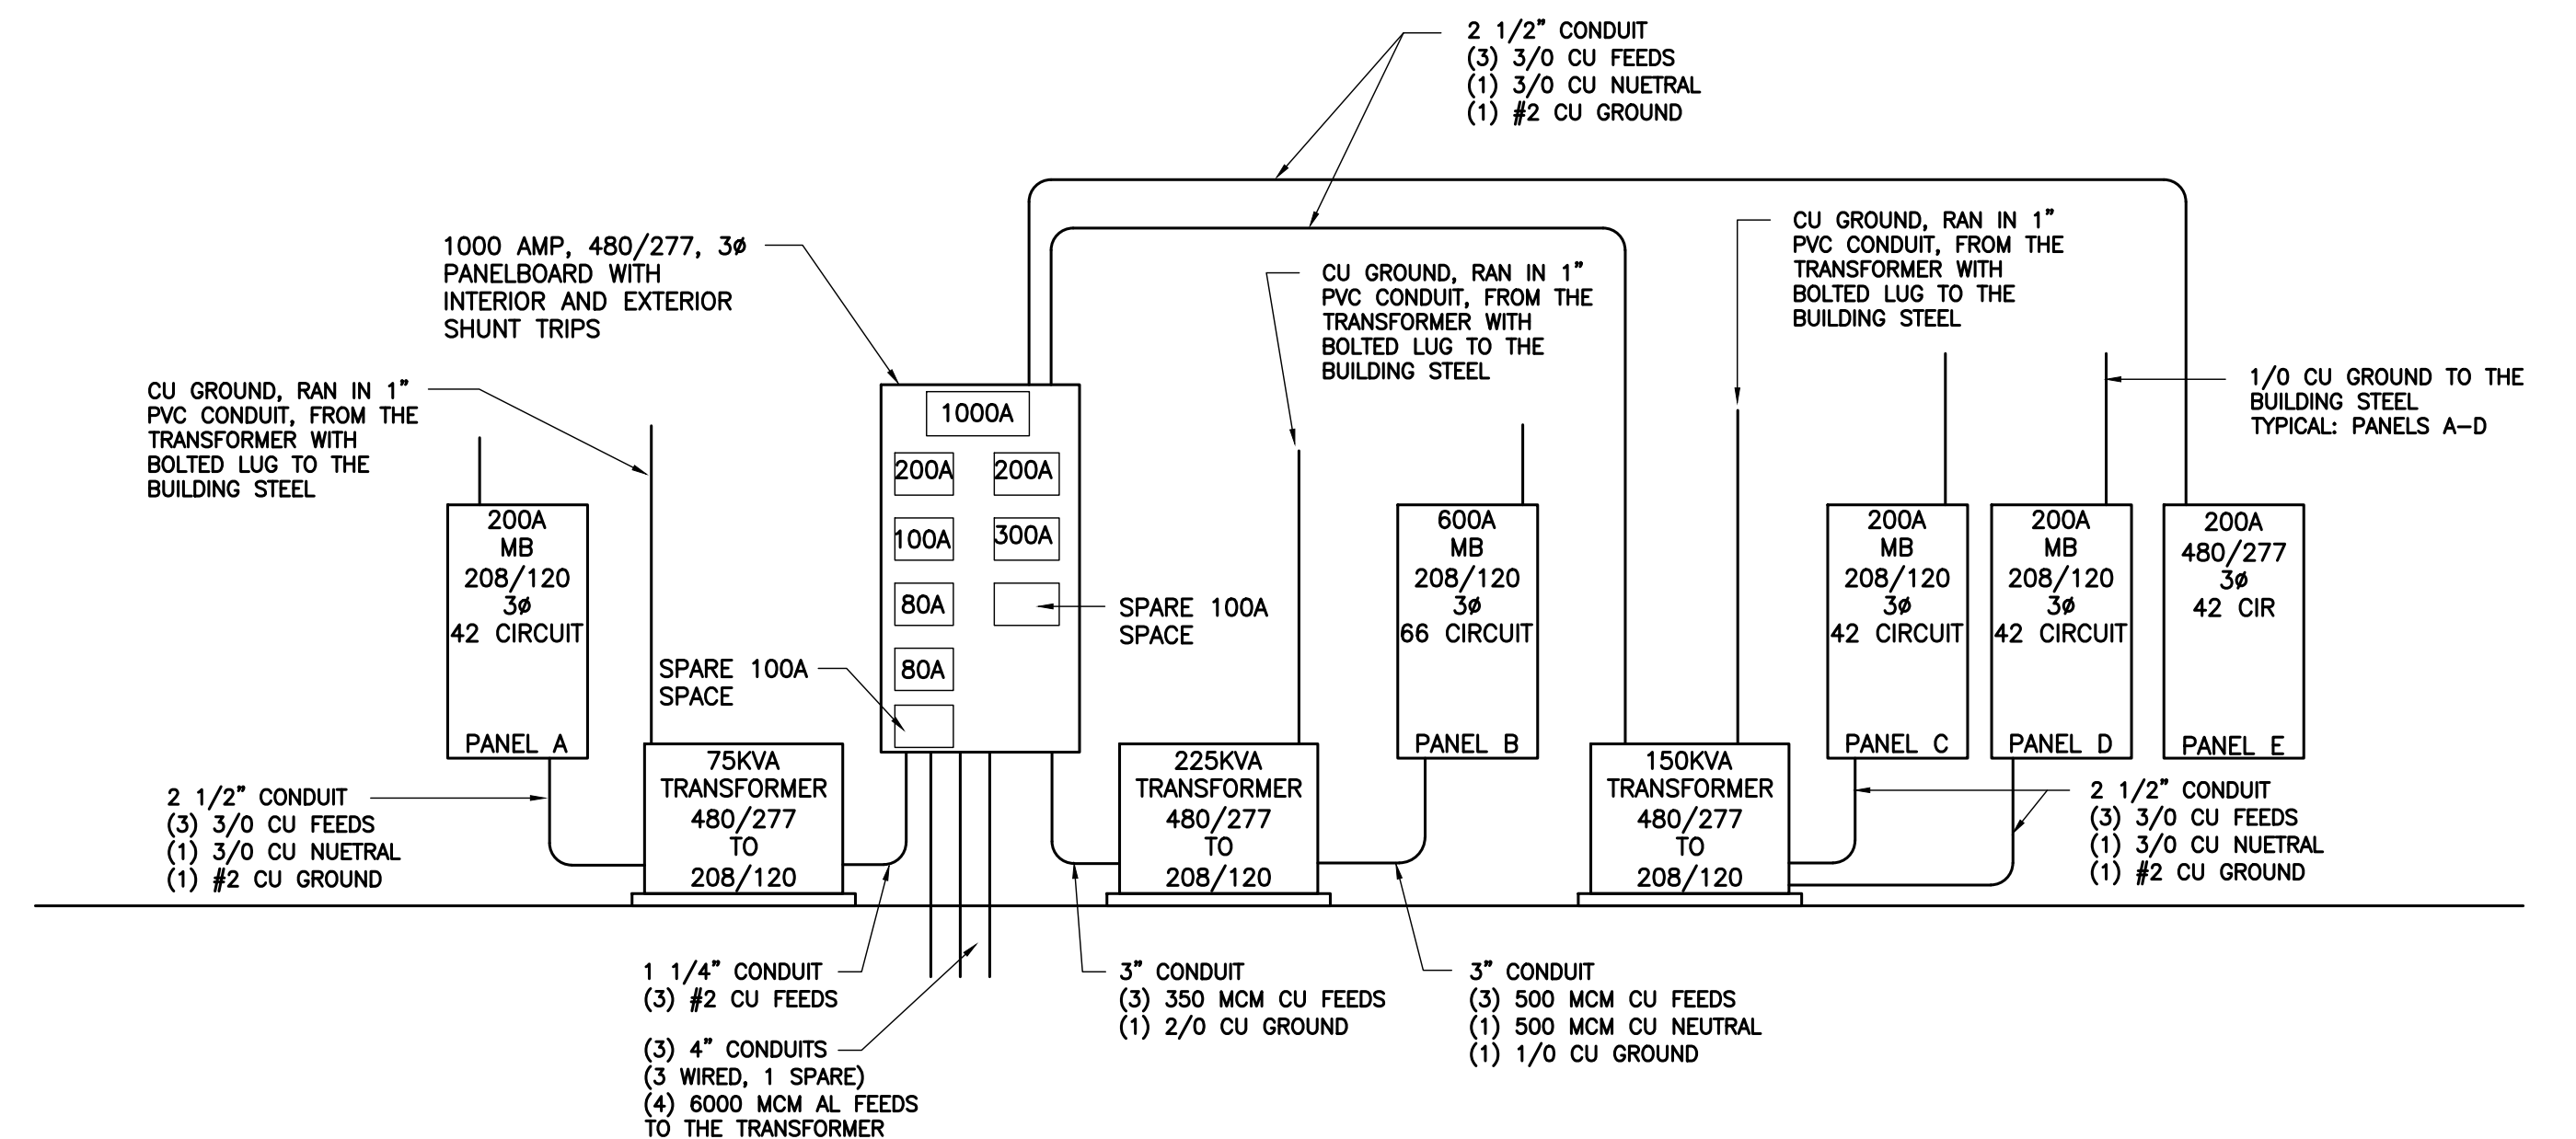 2 1/2" CONDUIT
(3) 3/0 CU FEEDS
(1) 3/0 CU NUETRAL
(1) #2 CU GROUND
CU GROUND, RAN IN 1"
PVC CONDUIT, FROM THE
TRANSFORMER WITH
BOLTED LUG TO THE
BUILDING STEEL
1000 AMP, 480/277, 3ø
PANELBOARD WITH
INTERIOR AND EXTERIOR
SHUNT TRIPS
CU GROUND, RAN IN 1"
PVC CONDUIT, FROM THE
TRANSFORMER WITH
BOLTED LUG TO THE
BUILDING STEEL
1/0 CU GROUND TO THE
BUILDING STEEL
TYPICAL: PANELS A-D
CU GROUND, RAN IN 1"
PVC CONDUIT, FROM THE
TRANSFORMER WITH
BOLTED LUG TO THE
BUILDING STEEL
1000A
200A
200A
100A
300A
80A
80A
SPARE 100A
SPACE
SPARE 100A
SPACE
200A
MB
208/120
3ø
42 CIRCUIT
PANEL A
600A
MB
208/120
3ø
66 CIRCUIT
PANEL B
200A
MB
208/120
3ø
42 CIRCUIT
PANEL C
200A
MB
208/120
3ø
42 CIRCUIT
PANEL D
200A
480/277
3ø
42 CIR
PANEL E
75KVA
TRANSFORMER
480/277
TO
208/120
225KVA
TRANSFORMER
480/277
TO
208/120
150KVA
TRANSFORMER
480/277
TO
208/120
2 1/2" CONDUIT
(3) 3/0 CU FEEDS
(1) 3/0 CU NUETRAL
(1) #2 CU GROUND
2 1/2" CONDUIT
(3) 3/0 CU FEEDS
(1) 3/0 CU NUETRAL
(1) #2 CU GROUND
1 1/4" CONDUIT
(3) #2 CU FEEDS
(3) 4" CONDUITS
(3 WIRED, 1 SPARE)
(4) 6000 MCM AL FEEDS
TO THE TRANSFORMER
3" CONDUIT
(3) 350 MCM CU FEEDS
(1) 2/0 CU GROUND
3" CONDUIT
(3) 500 MCM CU FEEDS
(1) 500 MCM CU NEUTRAL
(1) 1/0 CU GROUND